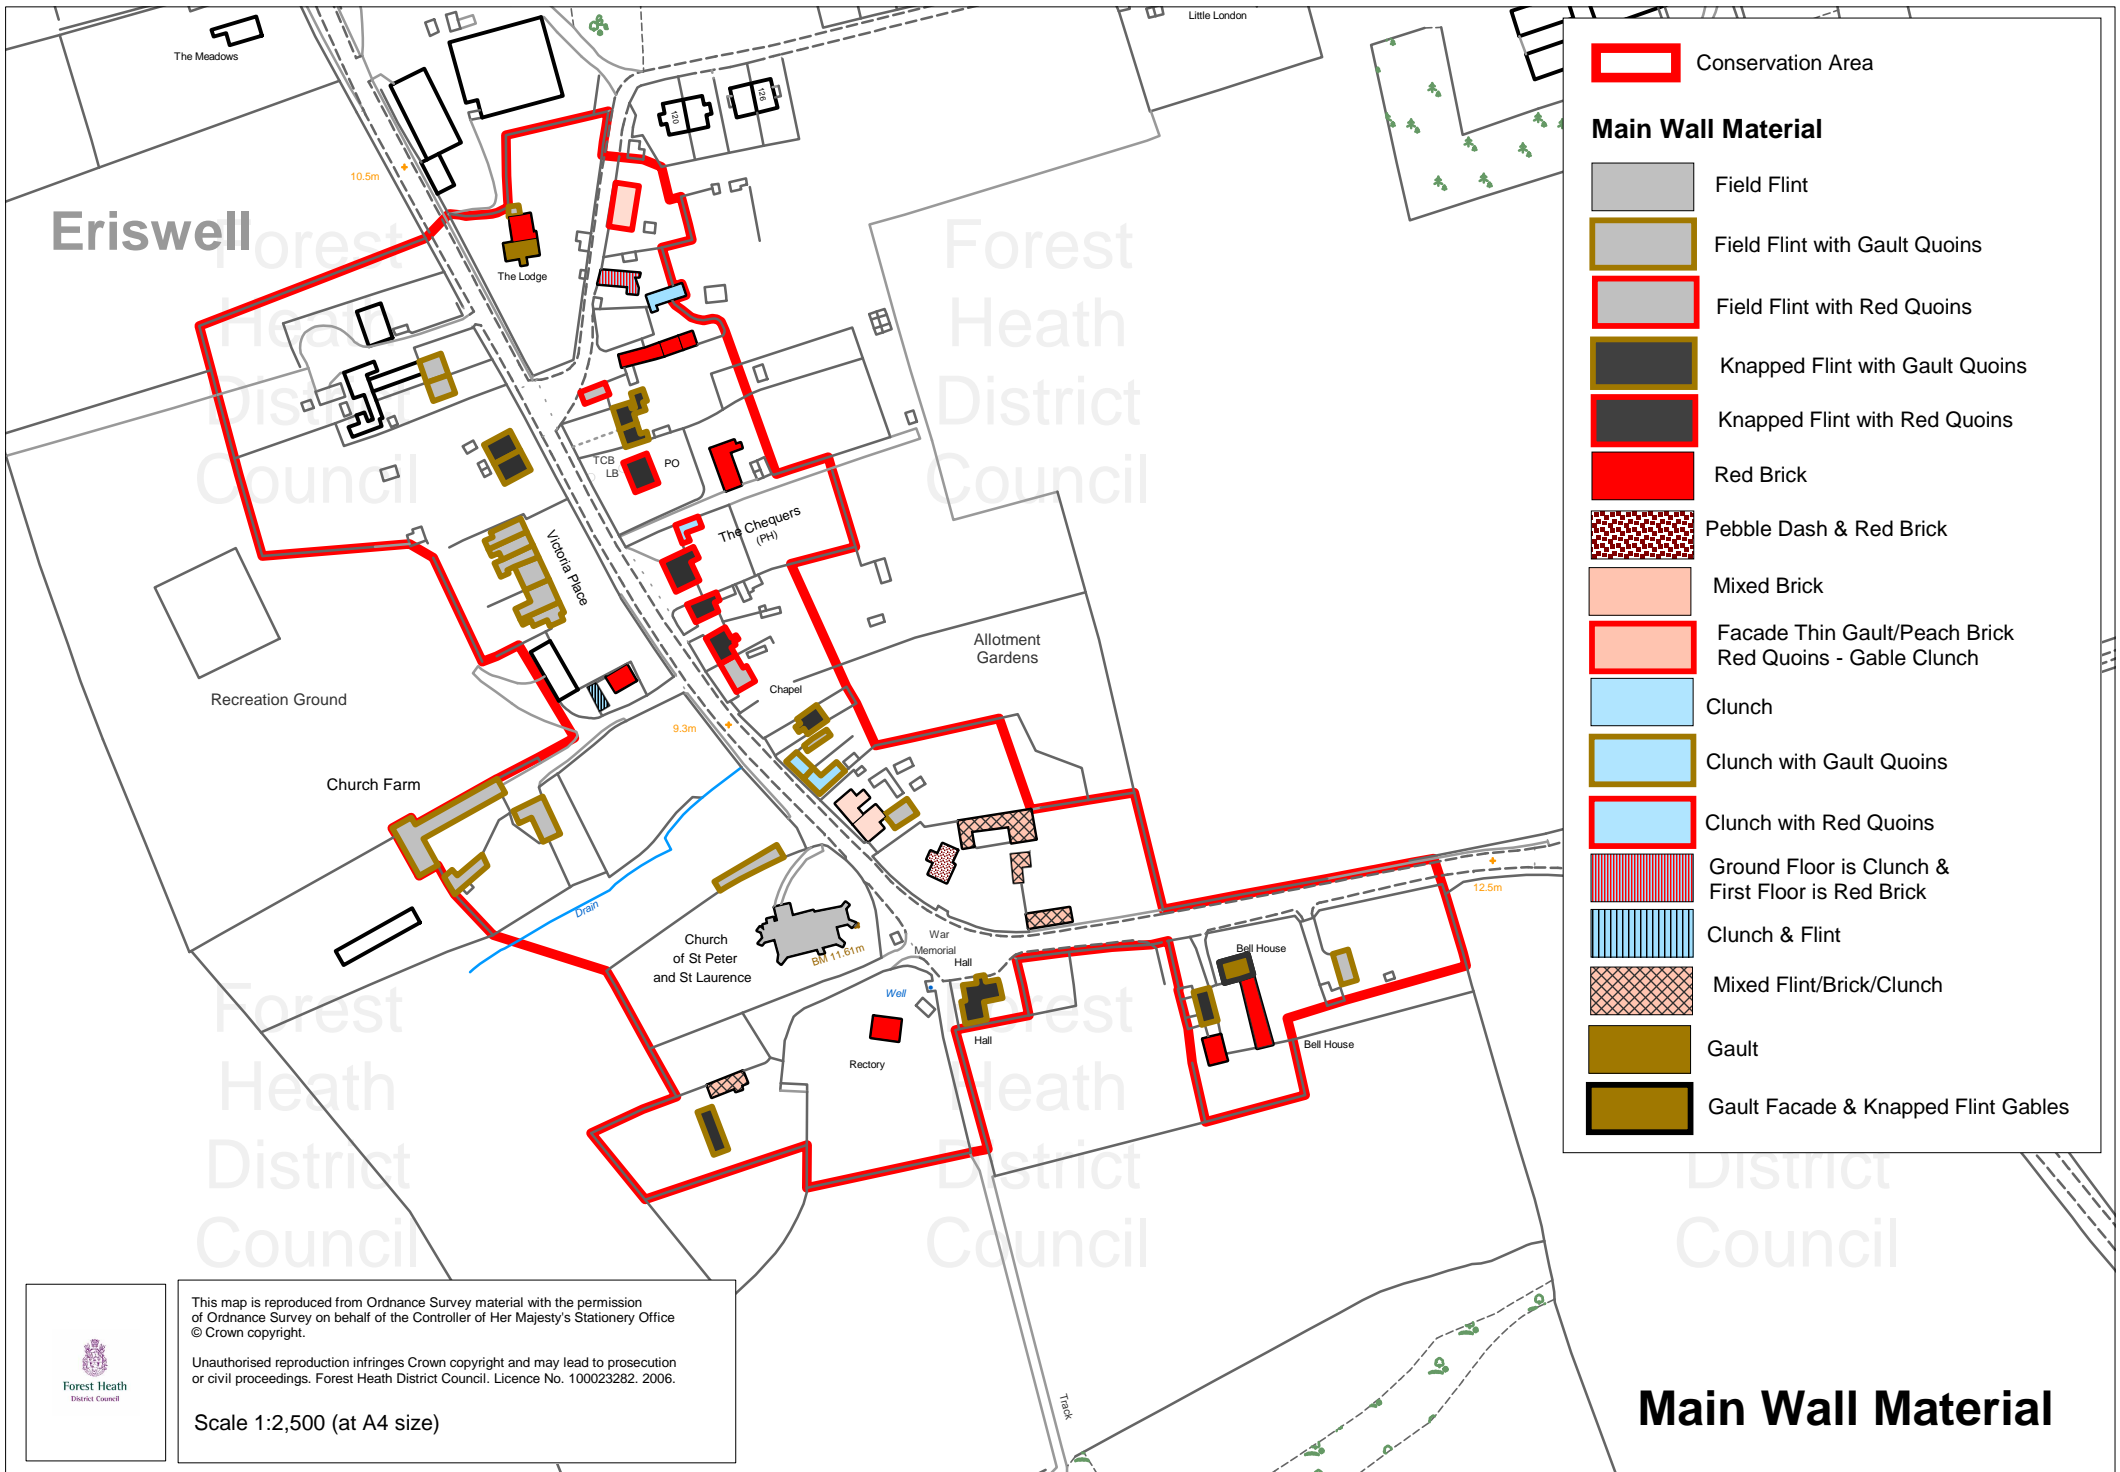 Little London
The Meadows
120
126
10.5m
Eriswell
The Lodge
TCB
LB
PO
The Chequers
(PH)
Victoria Place
Allotment
Gardens
Recreation Ground
Chapel
9.3m
Church Farm
Drain
Church
of St Peter
and St Laurence
BM 11.61m
War
Memorial
Hall
Well
Hall
Rectory
Bell House
Bell House
12.5m
Track
Forest
Heath
District
Council
Forest
Heath
District
Council
Forest
Heath
District
Council
Forest
Heath
District
Council
District
Council
Conservation Area
Main Wall Material
Field Flint
Field Flint with Gault Quoins
Field Flint with Red Quoins
Knapped Flint with Gault Quoins
Knapped Flint with Red Quoins
Red Brick
Pebble Dash & Red Brick
Mixed Brick
Facade Thin Gault/Peach Brick
Red Quoins - Gable Clunch
Clunch
Clunch with Gault Quoins
Clunch with Red Quoins
Ground Floor is Clunch &
First Floor is Red Brick
Clunch & Flint
Mixed Flint/Brick/Clunch
Gault
Gault Facade & Knapped Flint Gables
Forest Heath
District Council
This map is reproduced from Ordnance Survey material with the permission
of Ordnance Survey on behalf of the Controller of Her Majesty's Stationery Office
© Crown copyright.
Unauthorised reproduction infringes Crown copyright and may lead to prosecution
or civil proceedings. Forest Heath District Council. Licence No. 100023282. 2006.
Scale 1:2,500 (at A4 size)
Main Wall Material